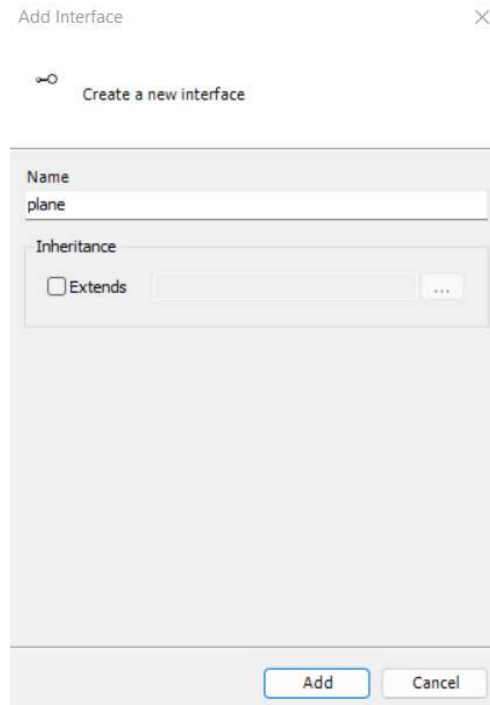 Add Interface
Create a new interface
Name
plane
Inheritance
Extends
...
Add Cancel